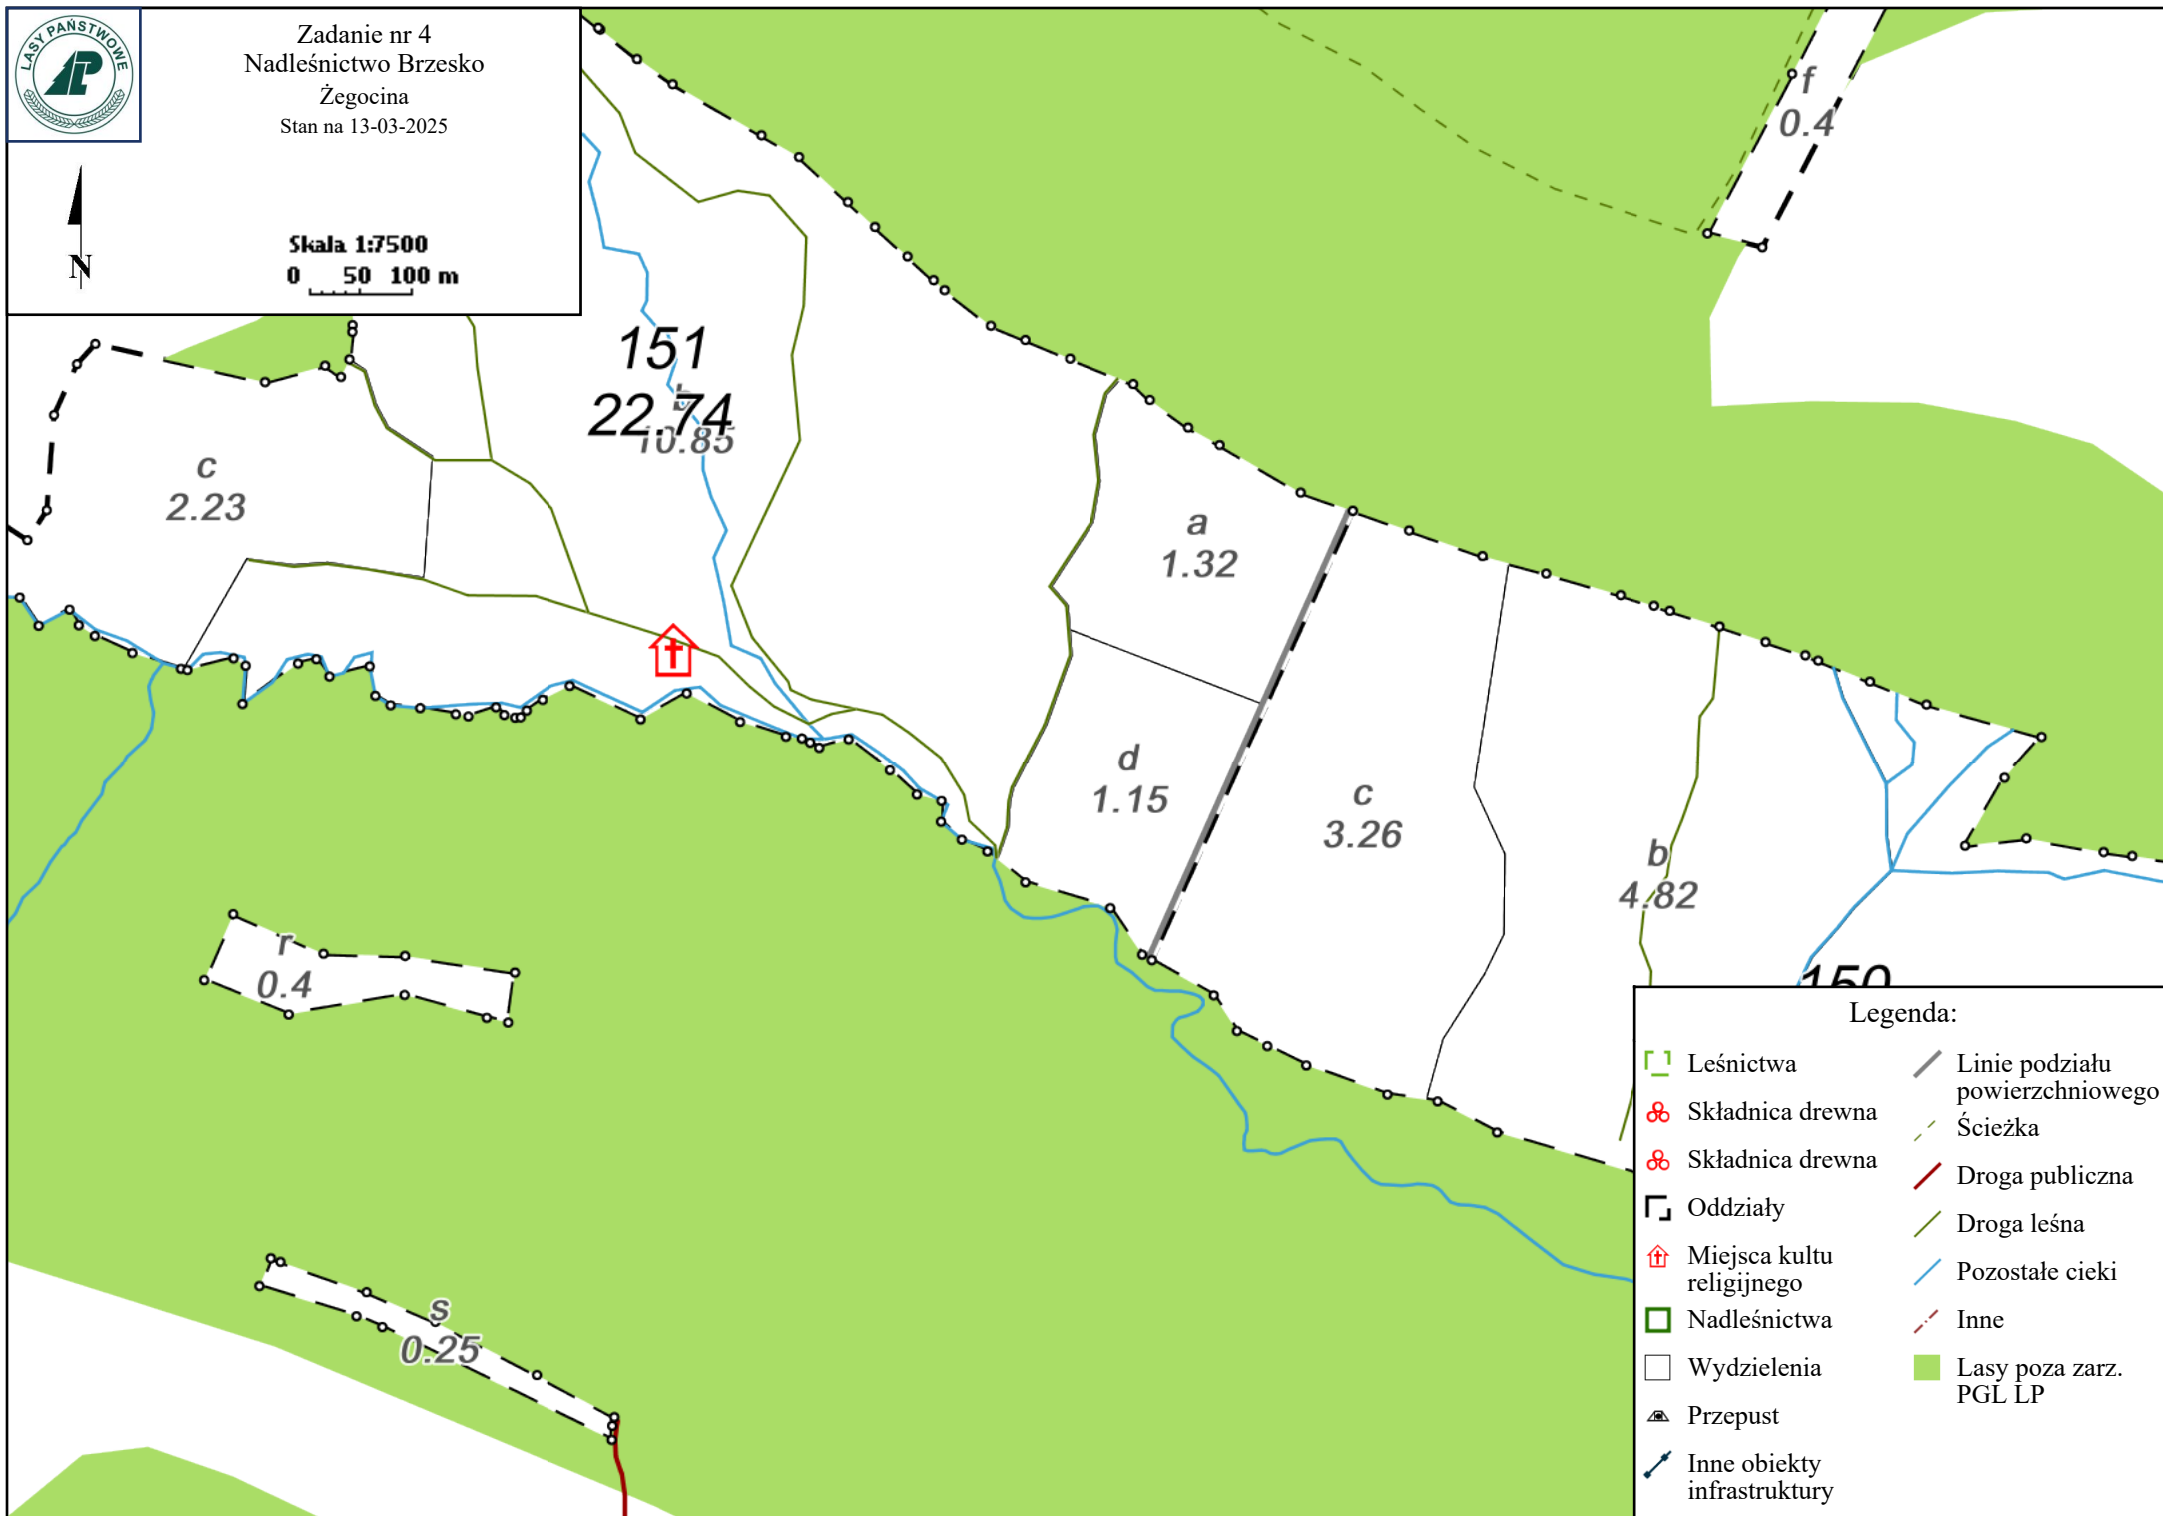 LASY PAŃSTWOWE
Zadanie nr 4
Nadleśnictwo Brzesko
Żegocina
Stan na 13-03-2025
N
Skala 1:7500
0 50 100 m
f
0.4
151
22.74
b
10.85
c
2.23
a
1.32
d
1.15
c
3.26
b
4.82
150
r
0.4
s
0.25
Legenda:
Leśnictwa
Składnica drewna
Składnica drewna
Oddziały
Miejsca kultu
religijnego
Nadleśnictwa
Wydzielenia
Przepust
Inne obiekty
infrastruktury
Linie podziału
powierzchniowego
Ścieżka
Droga publiczna
Droga leśna
Pozostałe cieki
Inne
Lasy poza zarz.
PGL LP